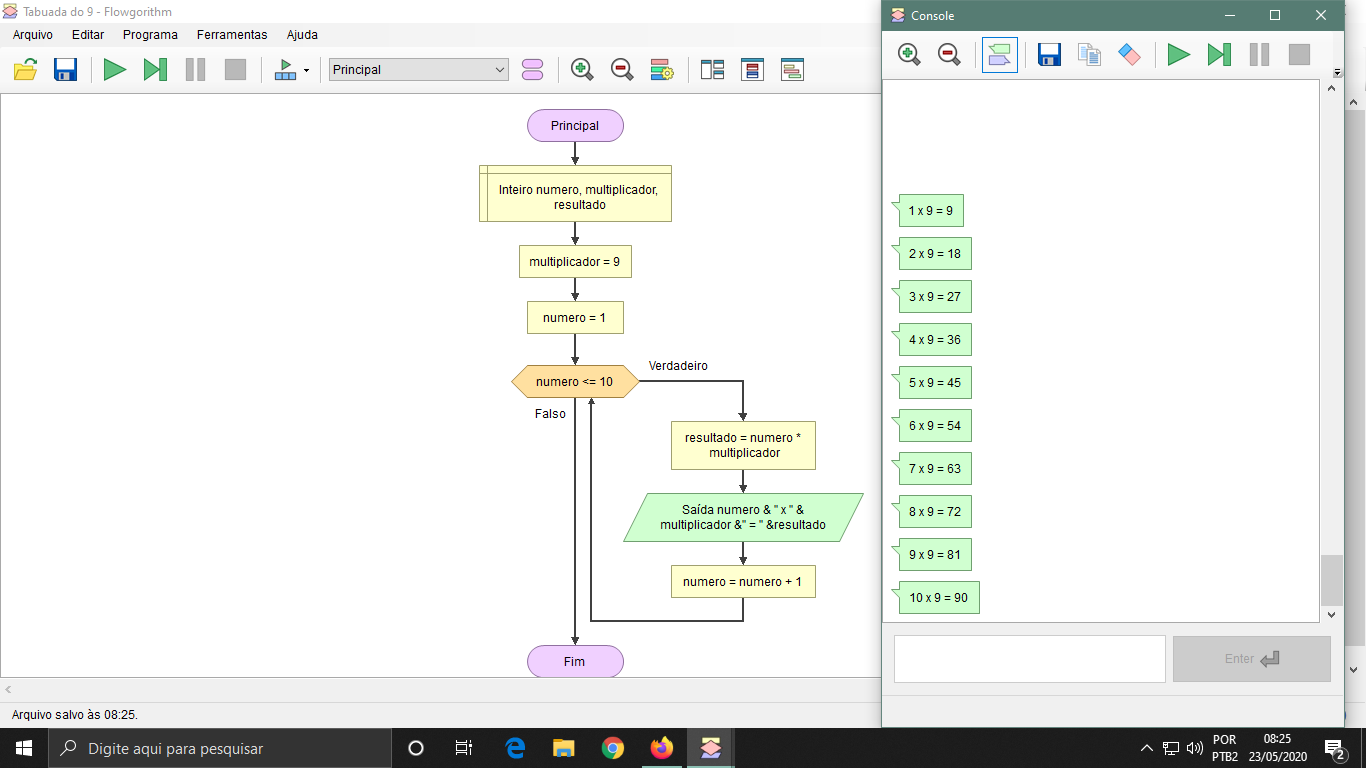 Tabuada do 9 - Flowgorithm
Arquivo Editar Programa Ferramentas Ajuda
Principal
Principal
Inteiro numero, multiplicador,
resultado
multiplicador = 9
numero = 1
numero <= 10
Verdadeiro
Falso
resultado = numero *
multiplicador
Saída numero & " x " &
multiplicador &" = " &resultado
numero = numero + 1
Fim
Arquivo salvo às 08:25.
Console
1 x 9 = 9
2 x 9 = 18
3 x 9 = 27
4 x 9 = 36
5 x 9 = 45
6 x 9 = 54
7 x 9 = 63
8 x 9 = 72
9 x 9 = 81
10 x 9 = 90
Enter
Digite aqui para pesquisar
POR
PTB2
08:25
23/05/2020
2